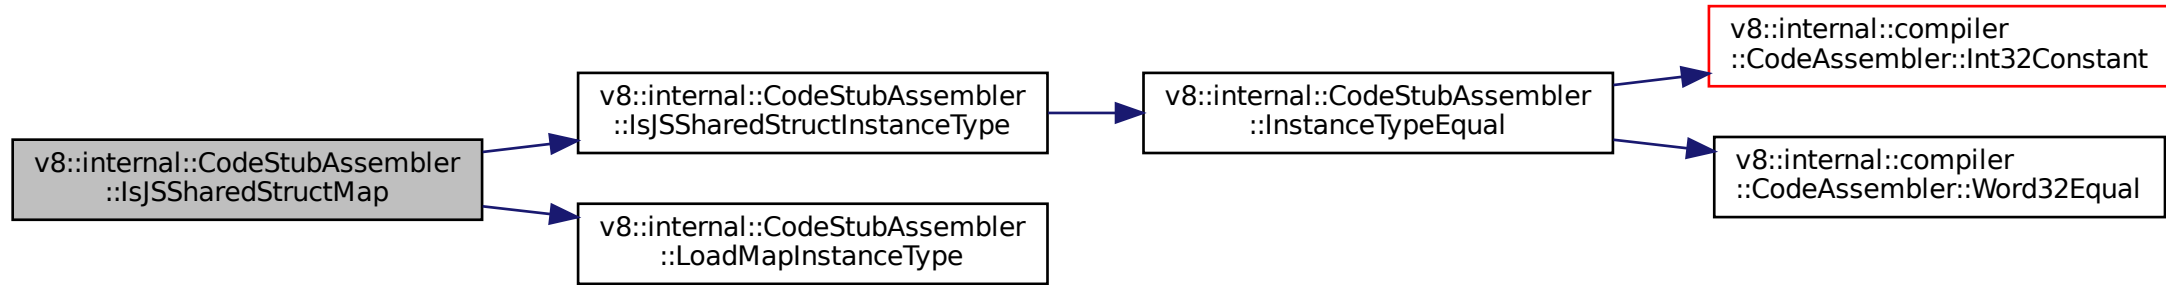 v8::internal::CodeStubAssembler
::IsJSSharedStructMap
v8::internal::CodeStubAssembler
::IsJSSharedStructInstanceType
v8::internal::CodeStubAssembler
::LoadMapInstanceType
v8::internal::CodeStubAssembler
::InstanceTypeEqual
v8::internal::compiler
::CodeAssembler::Int32Constant
v8::internal::compiler
::CodeAssembler::Word32Equal